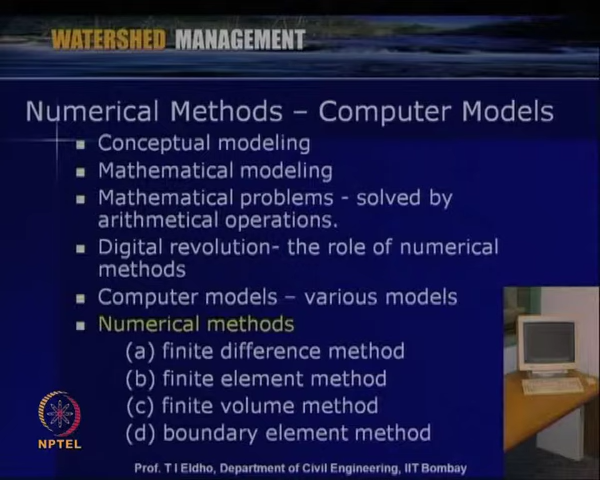 WATERSHED MANAGEMENT
Numerical Methods – Computer Models
Conceptual modeling
Mathematical modeling
Mathematical problems - solved by
arithmetical operations.
Digital revolution- the role of numerical
methods
Computer models – various models
Numerical methods
(a) finite difference method
(b) finite element method
(c) finite volume method
(d) boundary element method
NPTEL
Prof. T I Eldho, Department of Civil Engineering, IIT Bombay